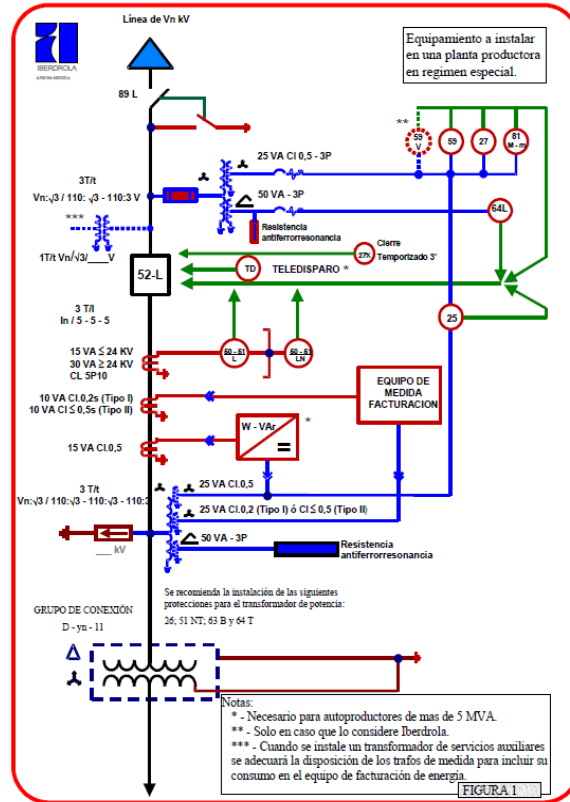 Línea de Vn kV
IBERDROLA
Equipamiento a instalar
en una planta productora
en regimen especial.
89 L
**
59
V
59
27
81
M - m
25 VA Cl 0,5 - 3P
3T/t
Vn:√3 / 110: √3 - 110:3 V
50 VA - 3P
64L
***
Resistencia
antiferrorresonancia
1T/t Vn/√3/____V
27X
Cierre
Temporizado 3'
52-L
TD
TELEDISPARO *
25
3 T/I
In / 5 - 5 - 5
15 VA ≤ 24 KV
30 VA ≥ 24 KV
CL 5P10
50 - 51
L
50 - 51
LN
EQUIPO DE
MEDIDA
FACTURACION
10 VA Cl.0,2s (Tipo I)
10 VA Cl ≤ 0,5s (Tipo II)
W - VAr
*
15 VA Cl.0,5
3 T/t
Vn:√3 / 110:√3 - 110:√3 - 110:3
25 VA Cl.0,5
25 VA Cl.0,2 (Tipo I) ó Cl ≤ 0,5 (Tipo II)
50 VA - 3P
Resistencia
antiferrorresonancia
___ kV
Se recomienda la instalación de las siguientes
protecciones para el transformador de potencia:
26; 51 NT; 63 B y 64 T
GRUPO DE CONEXIÓN
D - yn - 11
Notas:
* - Necesario para autoproductores de mas de 5 MVA.
** - Solo en caso que lo considere Iberdrola.
*** - Cuando se instale un transformador de servicios auxiliares
se adecuará la disposición de los trafos de medida para incluir su
consumo en el equipo de facturación de energía.
FIGURA 1